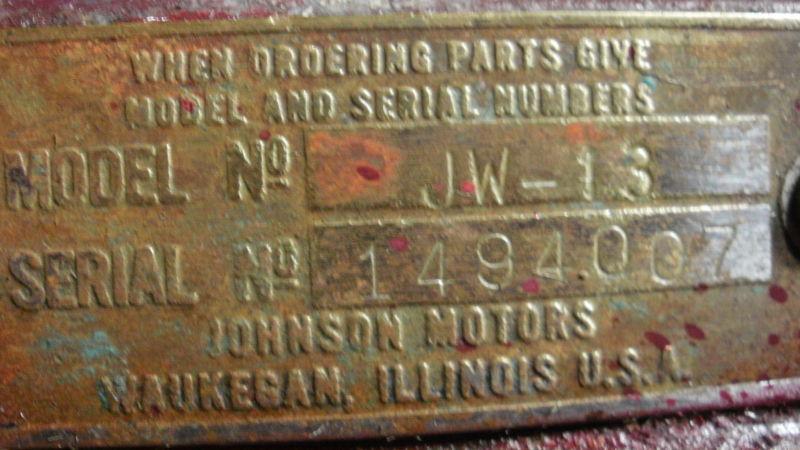 WHEN ORDERING PARTS GIVE
MODEL AND SERIAL NUMBERS
MODEL Nº JW-13
SERIAL Nº 1494007
JOHNSON MOTORS
WAUKEGAN, ILLINOIS U.S.A.